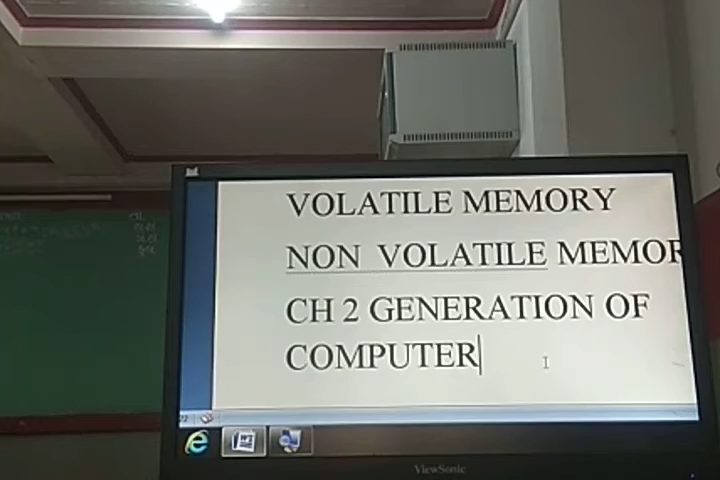 VOLATILE MEMORY
NON VOLATILE MEMOR
CH 2 GENERATION OF
COMPUTER
ViewSonic